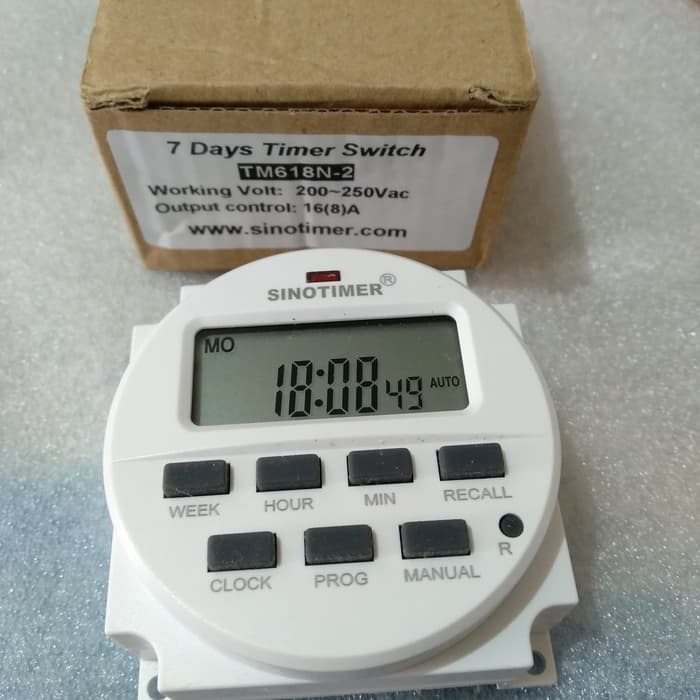 7 Days Timer Switch
TM618N-2
Working Volt: 200~250Vac
Output control: 16(8)A
www.sinotimer.com
SINOTIMER®
MO
18:08 49 AUTO
WEEK HOUR MIN RECALL
CLOCK PROG MANUAL R